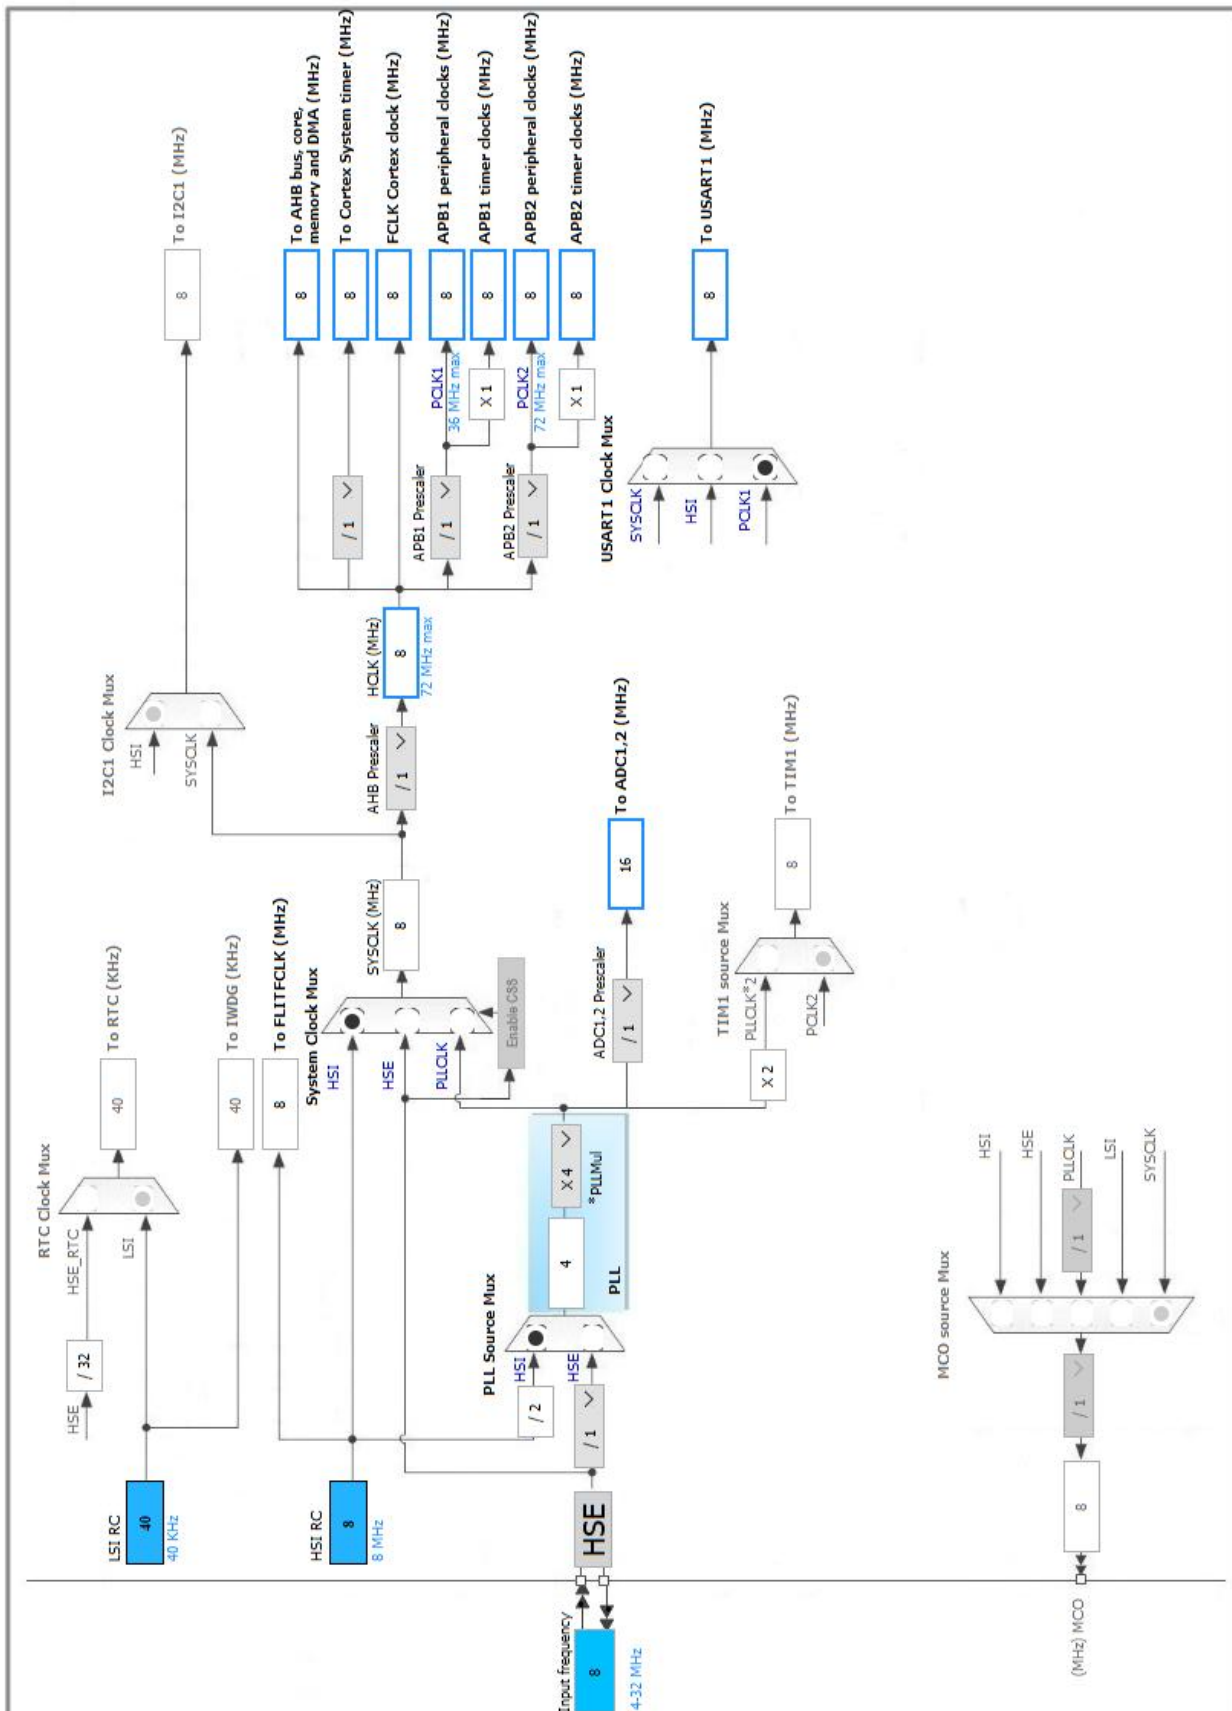 RTC Clock Mux
HSE
/ 32
HSE_RTC
LSI
40
To RTC (KHz)
LSI RC
40
40 KHz
40
To IWDG (KHz)
8
To FLITFCLK (MHz)
HSI RC
8
8 MHz
System Clock Mux
HSI
HSE
PLLCLK
Enable CSS
SYSCLK (MHz)
8
I2C1 Clock Mux
HSI
SYSCLK
8
To I2C1 (MHz)
AHB Prescaler
/ 1
HCLK (MHz)
8
72 MHz max
8
To AHB bus, core,
memory and DMA (MHz)
/ 1
8
To Cortex System timer (MHz)
8
FCLK Cortex clock (MHz)
APB1 Prescaler
/ 1
PCLK1
36 MHz max
8
APB1 peripheral clocks (MHz)
X 1
8
APB1 timer clocks (MHz)
APB2 Prescaler
/ 1
PCLK2
72 MHz max
8
APB2 peripheral clocks (MHz)
X 1
8
APB2 timer clocks (MHz)
PLL Source Mux
/ 2
HSI
HSE
/ 1
4
X 4
*PLLMul
PLL
Input frequency
8
4-32 MHz
HSE
ADC1,2 Prescaler
/ 1
16
To ADC1,2 (MHz)
USART1 Clock Mux
SYSCLK
HSI
PCLK1
8
To USART1 (MHz)
TIM1 source Mux
X 2
PLLCLK*2
PCLK2
8
To TIM1 (MHz)
MCO source Mux
HSI
HSE
PLLCLK
/ 1
LSI
SYSCLK
/ 1
8
(MHz) MCO